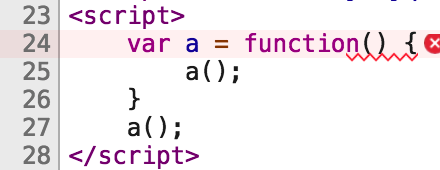 23 <script>
24     var a = function() {
25         a();
26     }
27     a();
28 </script>